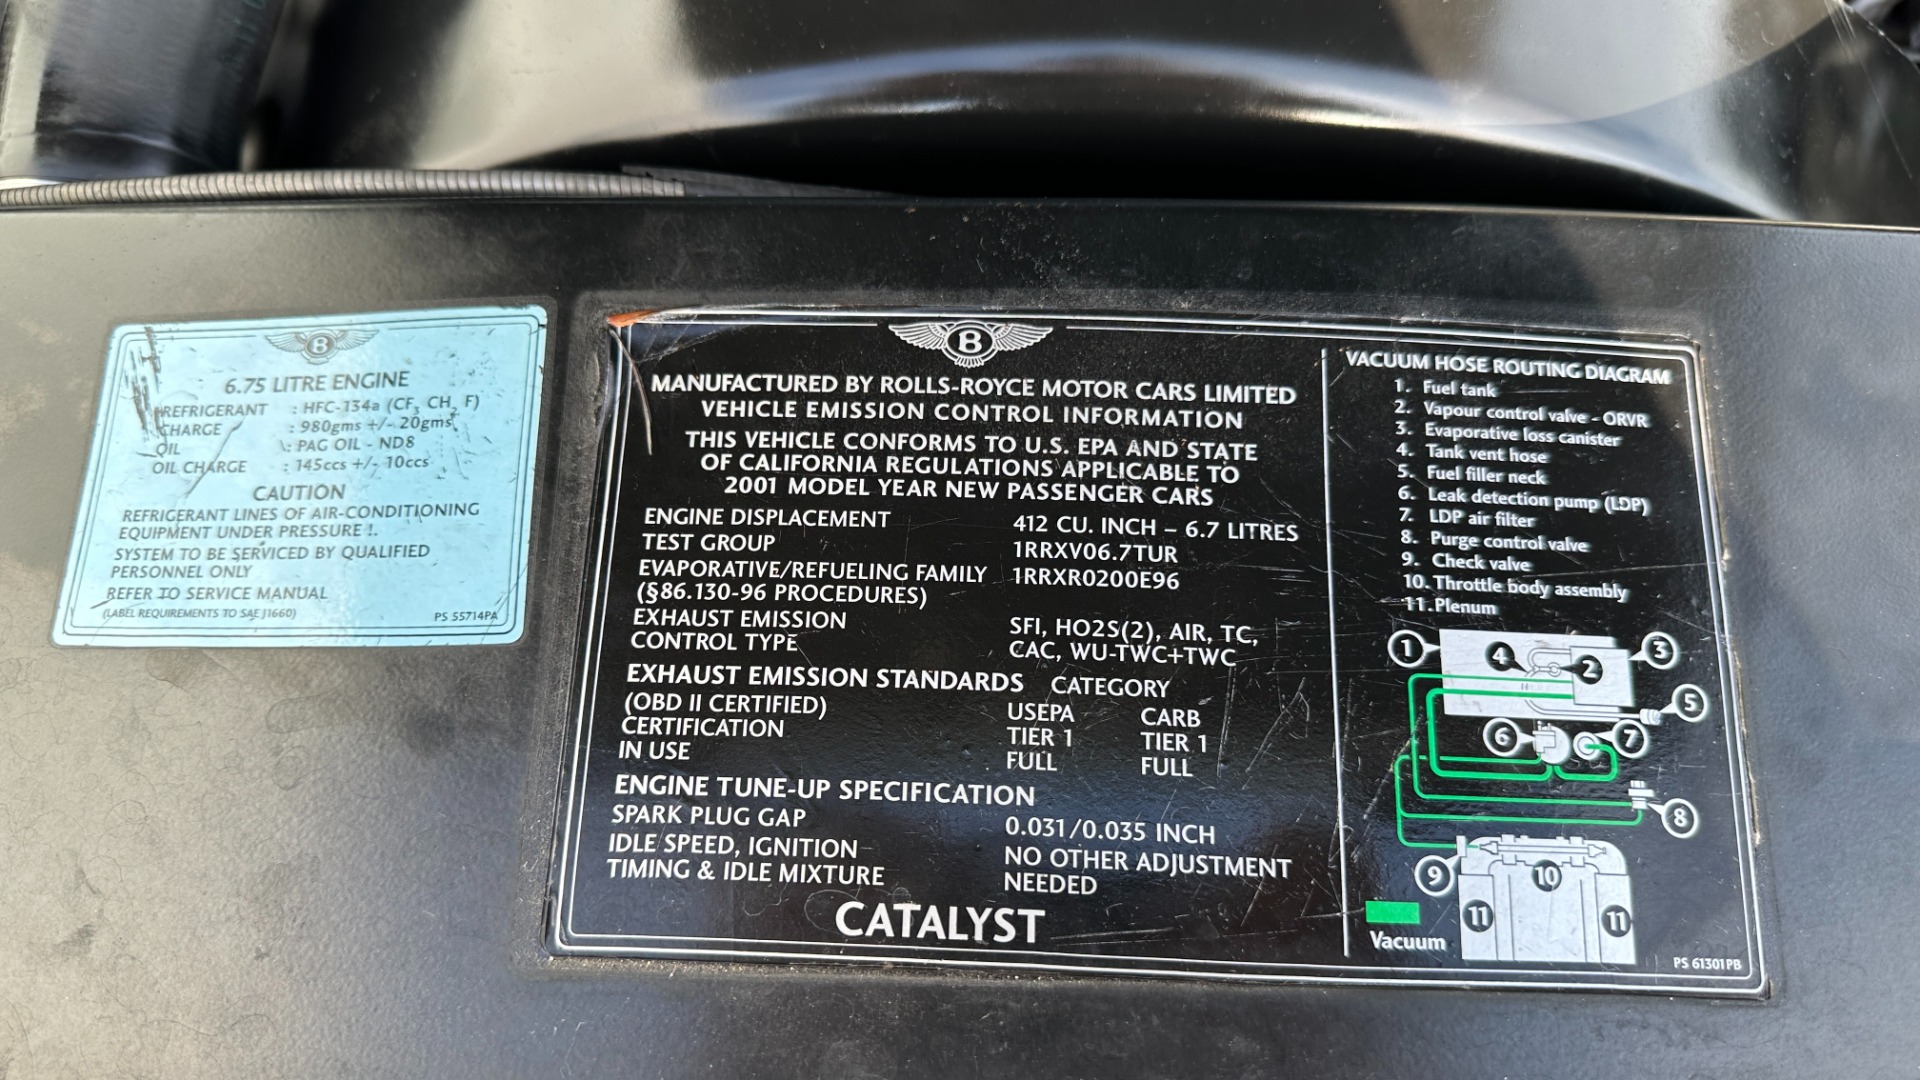 B
6.75 LITRE ENGINE
REFRIGERANT : HFC-134a (CF3 CH2 F)
CHARGE : 980gms +/- 20gms
OIL : PAG OIL - ND8
OIL CHARGE : 145ccs +/- 10ccs
CAUTION
REFRIGERANT LINES OF AIR-CONDITIONING
EQUIPMENT UNDER PRESSURE !.
SYSTEM TO BE SERVICED BY QUALIFIED
PERSONNEL ONLY
REFER TO SERVICE MANUAL
(LABEL REQUIREMENTS TO SAE J1660) PS 55714PA
B
MANUFACTURED BY ROLLS-ROYCE MOTOR CARS LIMITED
VEHICLE EMISSION CONTROL INFORMATION
THIS VEHICLE CONFORMS TO U.S. EPA AND STATE
OF CALIFORNIA REGULATIONS APPLICABLE TO
2001 MODEL YEAR NEW PASSENGER CARS
ENGINE DISPLACEMENT 412 CU. INCH – 6.7 LITRES
TEST GROUP 1RRXV06.7TUR
EVAPORATIVE/REFUELING FAMILY 1RRXR0200E96
(§86.130-96 PROCEDURES)
EXHAUST EMISSION SFI, HO2S(2), AIR, TC,
CONTROL TYPE CAC, WU-TWC+TWC
EXHAUST EMISSION STANDARDS CATEGORY
(OBD II CERTIFIED) USEPA CARB
CERTIFICATION TIER 1 TIER 1
IN USE FULL FULL
ENGINE TUNE-UP SPECIFICATION
SPARK PLUG GAP 0.031/0.035 INCH
IDLE SPEED, IGNITION NO OTHER ADJUSTMENT
TIMING & IDLE MIXTURE NEEDED
CATALYST
VACUUM HOSE ROUTING DIAGRAM
1. Fuel tank
2. Vapour control valve - ORVR
3. Evaporative loss canister
4. Tank vent hose
5. Fuel filler neck
6. Leak detection pump (LDP)
7. LDP air filter
8. Purge control valve
9. Check valve
10. Throttle body assembly
11. Plenum
1 4 2 3
5
6 7
8
9 10
11 11
Vacuum
PS 61301PB